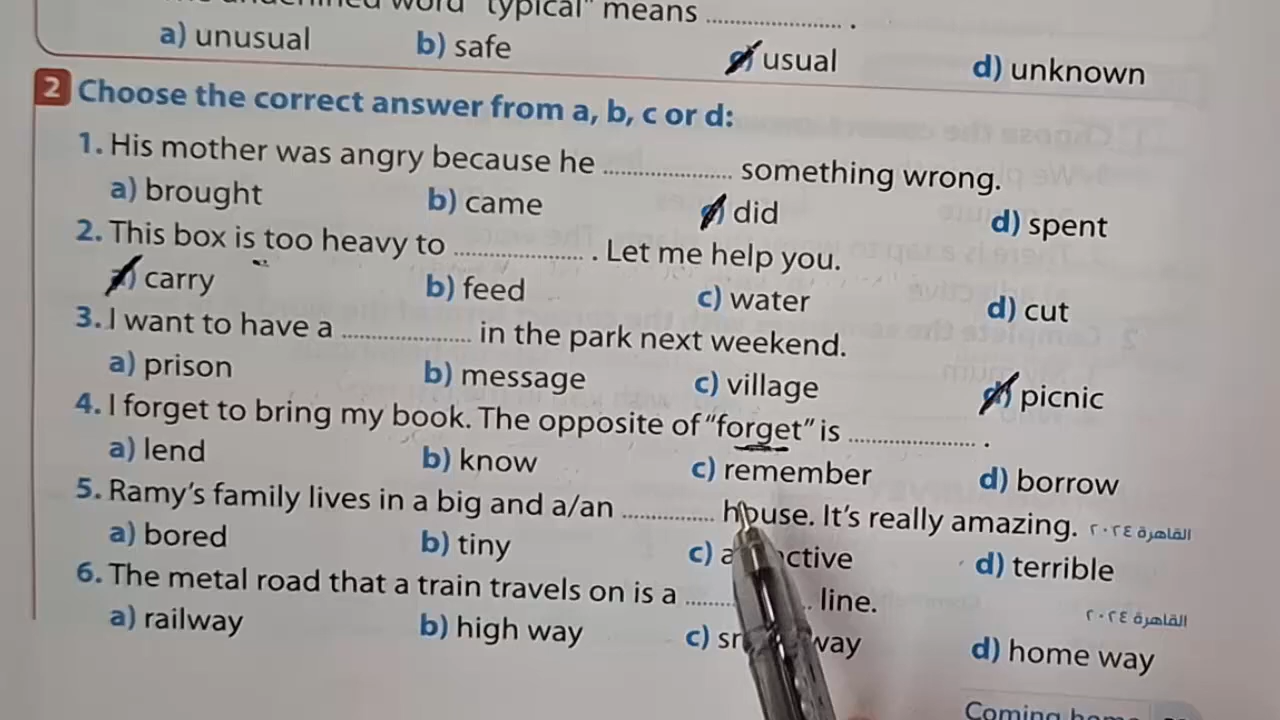 underlined word "typical" means .................... .
a) unusual b) safe c) usual d) unknown
2 Choose the correct answer from a, b, c or d:
1. His mother was angry because he .................... something wrong.
a) brought b) came c) did d) spent
2. This box is too heavy to .................... . Let me help you.
a) carry b) feed c) water d) cut
3. I want to have a .................... in the park next weekend.
a) prison b) message c) village d) picnic
4. I forget to bring my book. The opposite of "forget" is .................... .
a) lend b) know c) remember d) borrow
5. Ramy's family lives in a big and a/an .................... house. It's really amazing. القاهرة ٢٠٢٤
a) bored b) tiny c) d) terrible
6. The metal road that a train travels on is a .................... line. القاهرة ٢٠٢٤
a) railway b) high way c) way d) home way
Coming home